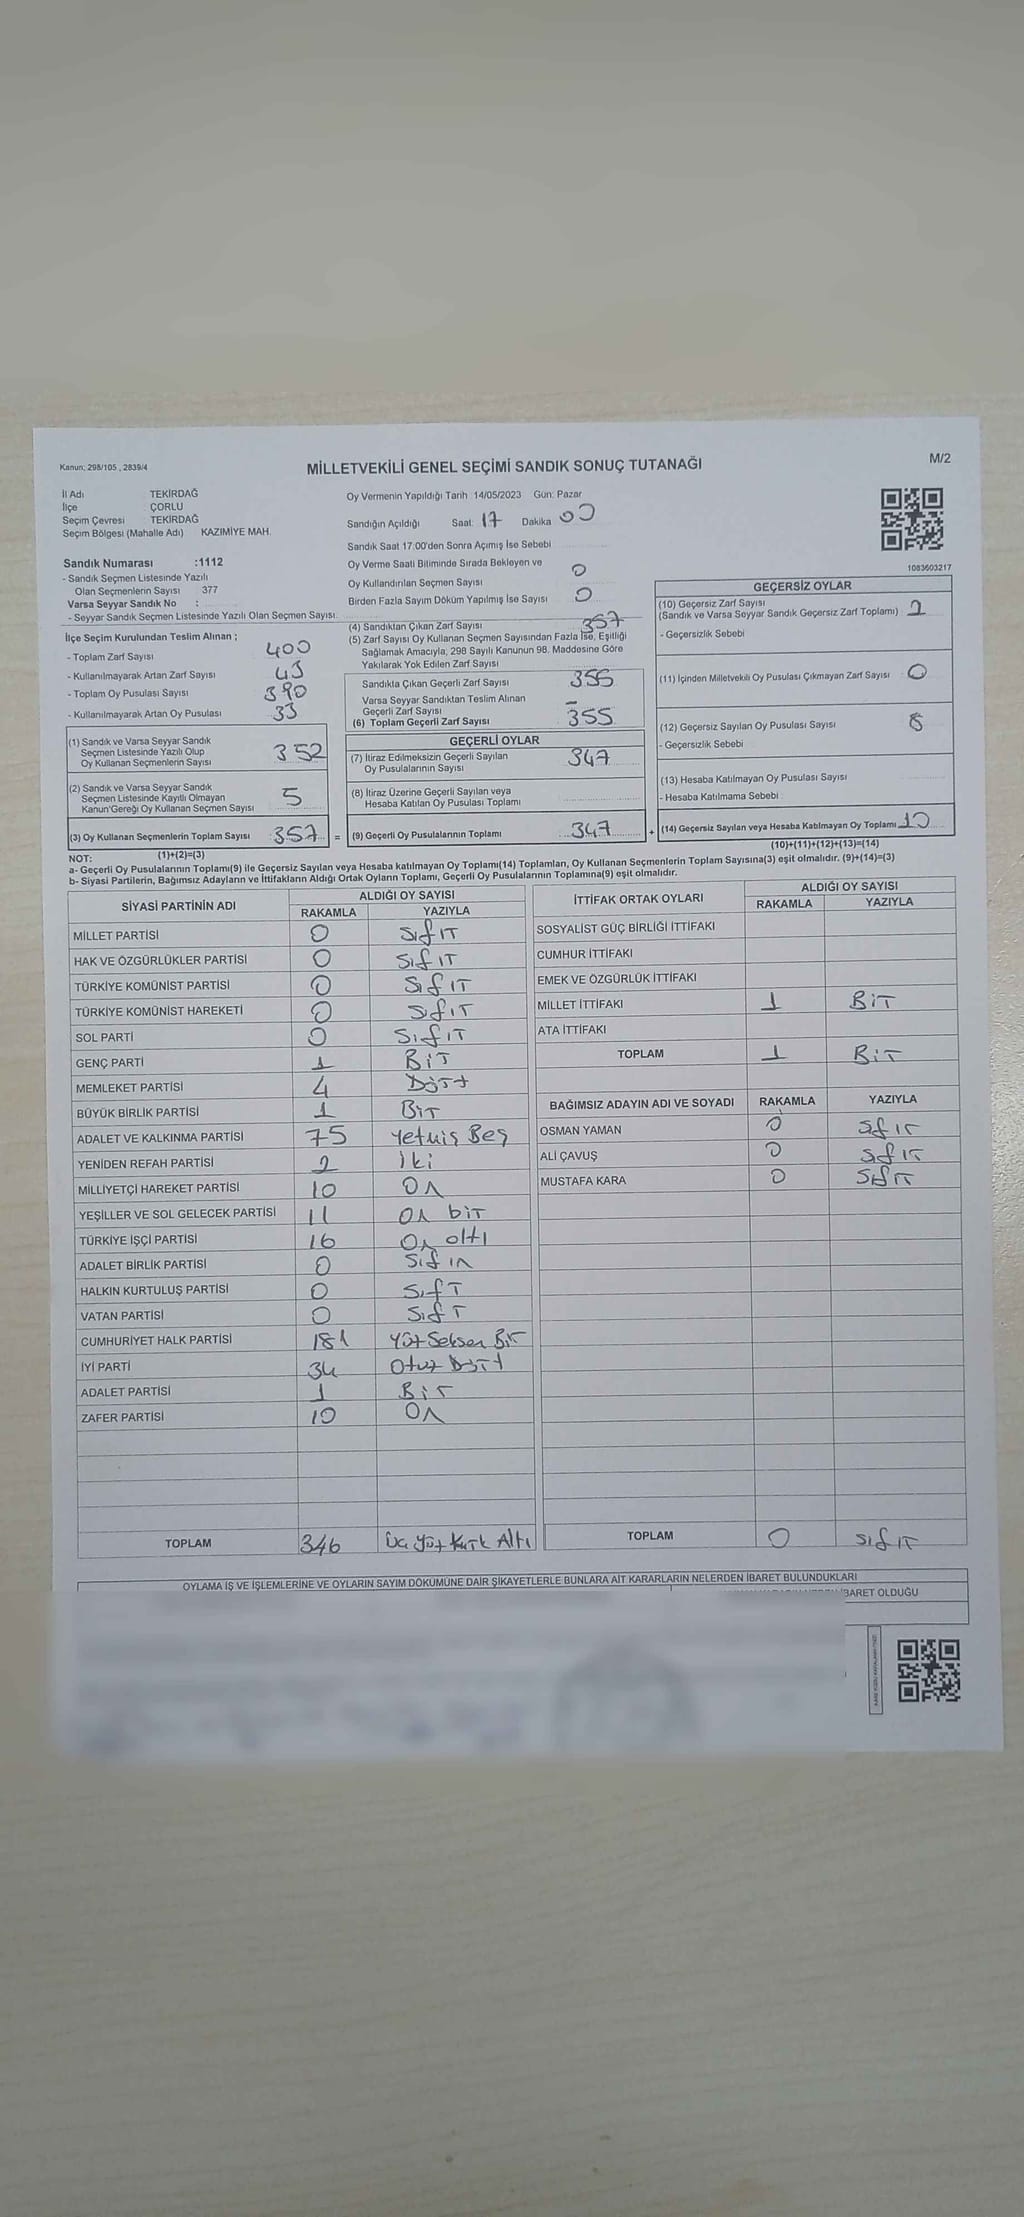 Kanun; 298/105 , 2839/4
MİLLETVEKİLİ GENEL SEÇİMİ SANDIK SONUÇ TUTANAĞI
M/2
İl Adı TEKİRDAĞ
İlçe ÇORLU
Seçim Çevresi TEKİRDAĞ
Seçim Bölgesi (Mahalle Adı) KAZIMİYE MAH.
Sandık Numarası :1112
- Sandık Seçmen Listesinde Yazılı
Olan Seçmenlerin Sayısı 377
Varsa Seyyar Sandık No :
- Seyyar Sandık Seçmen Listesinde Yazılı Olan Seçmen Sayısı:
Oy Vermenin Yapıldığı Tarih 14/05/2023 Gün: Pazar
Sandığın Açıldığı Saat: 17 Dakika 00
Sandık Saat 17:00'den Sonra Açımış İse Sebebi
Oy Verme Saati Bitiminde Sırada Bekleyen ve
Oy Kullandırılan Seçmen Sayısı 0
Birden Fazla Sayım Döküm Yapılmış İse Sayısı 0
1083603217
İlçe Seçim Kurulundan Teslim Alınan ;
- Toplam Zarf Sayısı 400
- Kullanılmayarak Artan Zarf Sayısı 43
- Toplam Oy Pusulası Sayısı 390
- Kullanılmayarak Artan Oy Pusulası 33
(4) Sandıktan Çıkan Zarf Sayısı 357
(5) Zarf Sayısı Oy Kullanan Seçmen Sayısından Fazla İse, Eşitliği
Sağlamak Amacıyla, 298 Sayılı Kanunun 98. Maddesine Göre
Yakılarak Yok Edilen Zarf Sayısı
Sandıkta Çıkan Geçerli Zarf Sayısı 355
Varsa Seyyar Sandıktan Teslim Alınan
Geçerli Zarf Sayısı -
(6) Toplam Geçerli Zarf Sayısı 355
GEÇERSİZ OYLAR
(10) Geçersiz Zarf Sayısı
(Sandık ve Varsa Seyyar Sandık Geçersiz Zarf Toplamı) 2
- Geçersizlik Sebebi
(11) İçinden Milletvekili Oy Pusulası Çıkmayan Zarf Sayısı 0
(12) Geçersiz Sayılan Oy Pusulası Sayısı 8
- Geçersizlik Sebebi
(13) Hesaba Katılmayan Oy Pusulası Sayısı
- Hesaba Katılmama Sebebi
(14) Geçersiz Sayılan veya Hesaba Katılmayan Oy Toplamı 10
(10)+(11)+(12)+(13)=(14)
(1) Sandık ve Varsa Seyyar Sandık
Seçmen Listesinde Yazılı Olup
Oy Kullanan Seçmenlerin Sayısı 352
(2) Sandık ve Varsa Seyyar Sandık
Seçmen Listesinde Kayıtlı Olmayan
Kanun'Gereği Oy Kullanan Seçmen Sayısı 5
(3) Oy Kullanan Seçmenlerin Toplam Sayısı 357 =
(1)+(2)=(3)
GEÇERLİ OYLAR
(7) İtiraz Edilmeksizin Geçerli Sayılan
Oy Pusulalarının Sayısı 347
(8) İtiraz Üzerine Geçerli Sayılan veya
Hesaba Katılan Oy Pusulası Toplamı
(9) Geçerli Oy Pusulalarının Toplamı 347 +
NOT:
a- Geçerli Oy Pusulalarının Toplamı(9) ile Geçersiz Sayılan veya Hesaba katılmayan Oy Toplamı(14) Toplamları, Oy Kullanan Seçmenlerin Toplam Sayısına(3) eşit olmalıdır. (9)+(14)=(3)
b- Siyasi Partilerin, Bağımsız Adayların ve İttifakların Aldığı Ortak Oyların Toplamı, Geçerli Oy Pusulalarının Toplamına(9) eşit olmalıdır.
SİYASİ PARTİNİN ADI ALDIĞI OY SAYISI
RAKAMLA YAZIYLA
MİLLET PARTİSİ 0 Sıfır
HAK VE ÖZGÜRLÜKLER PARTİSİ 0 Sıfır
TÜRKİYE KOMÜNİST PARTİSİ 0 Sıfır
TÜRKİYE KOMÜNİST HAREKETİ 0 Sıfır
SOL PARTİ 0 Sıfır
GENÇ PARTİ 1 Bir
MEMLEKET PARTİSİ 4 Dört
BÜYÜK BİRLİK PARTİSİ 1 Bir
ADALET VE KALKINMA PARTİSİ 75 Yetmiş Beş
YENİDEN REFAH PARTİSİ 2 İki
MİLLİYETÇİ HAREKET PARTİSİ 10 On
YEŞİLLER VE SOL GELECEK PARTİSİ 11 On bir
TÜRKİYE İŞÇİ PARTİSİ 16 On altı
ADALET BİRLİK PARTİSİ 0 Sıfır
HALKIN KURTULUŞ PARTİSİ 0 Sıfr
VATAN PARTİSİ 0 Sıfr
CUMHURİYET HALK PARTİSİ 181 Yüz Seksen Bir
İYİ PARTİ 34 Otuz Dört
ADALET PARTİSİ 1 Bir
ZAFER PARTİSİ 10 On
TOPLAM 346 Üç Yüz Kırk Altı
İTTİFAK ORTAK OYLARI ALDIĞI OY SAYISI
RAKAMLA YAZIYLA
SOSYALİST GÜÇ BİRLİĞİ İTTİFAKI
CUMHUR İTTİFAKI
EMEK VE ÖZGÜRLÜK İTTİFAKI
MİLLET İTTİFAKI 1 Bir
ATA İTTİFAKI
TOPLAM 1 Bir
BAĞIMSIZ ADAYIN ADI VE SOYADI RAKAMLA YAZIYLA
OSMAN YAMAN 0 Sıfır
ALİ ÇAVUŞ 0 Sıfır
MUSTAFA KARA 0 Sıfır
TOPLAM 0 Sıfır
OYLAMA İŞ VE İŞLEMLERİNE VE OYLARIN SAYIM DÖKÜMÜNE DAİR ŞİKAYETLERLE BUNLARA AİT KARARLARIN NELERDEN İBARET BULUNDUKLARI
İBARET OLDUĞU